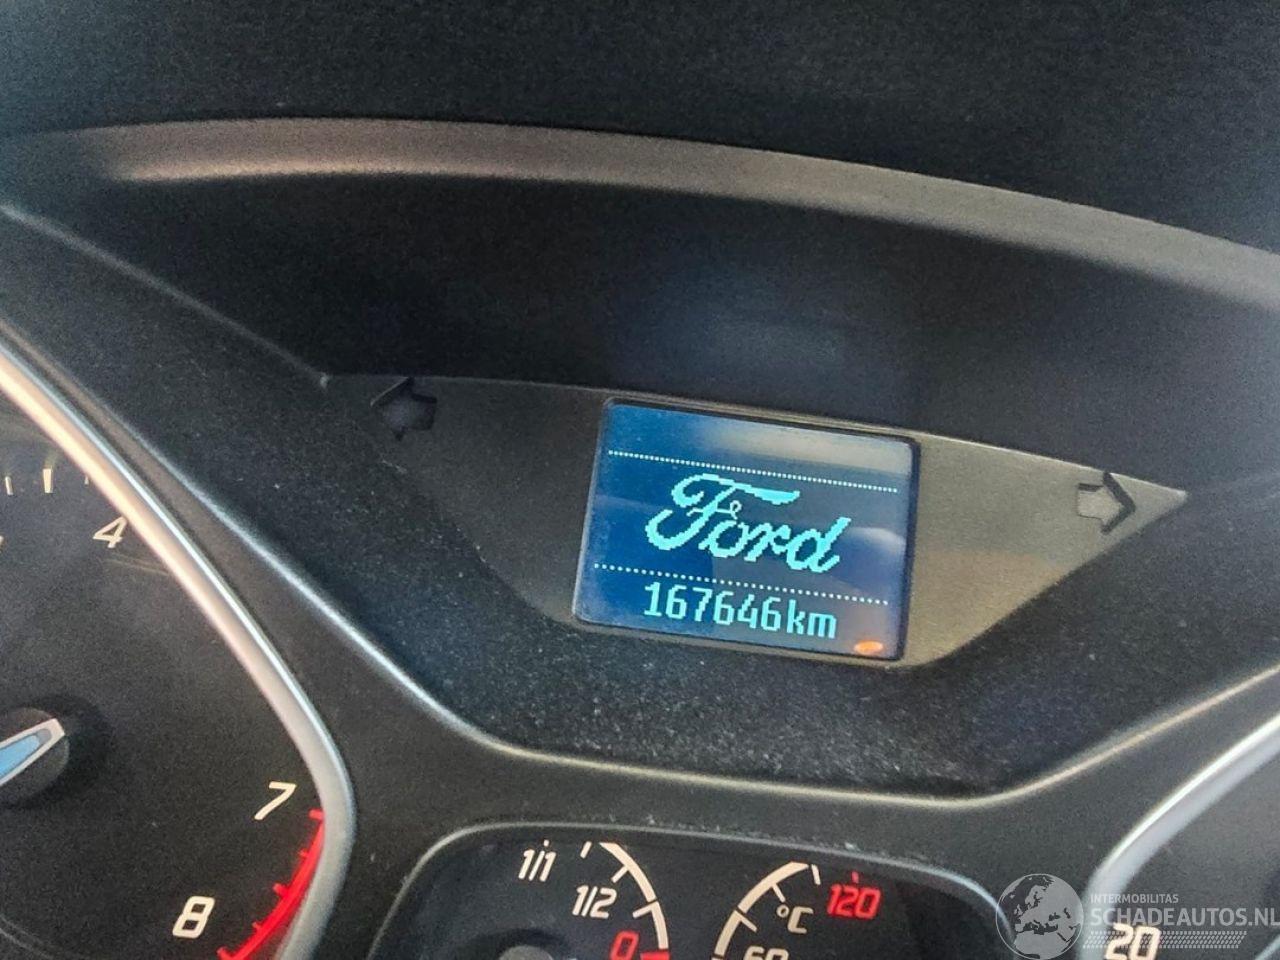 Ford
167646km
4
7
8
1/1
1/2
0
120
°C
60
20
INTERMOBILITAS
SCHADEAUTOS.NL